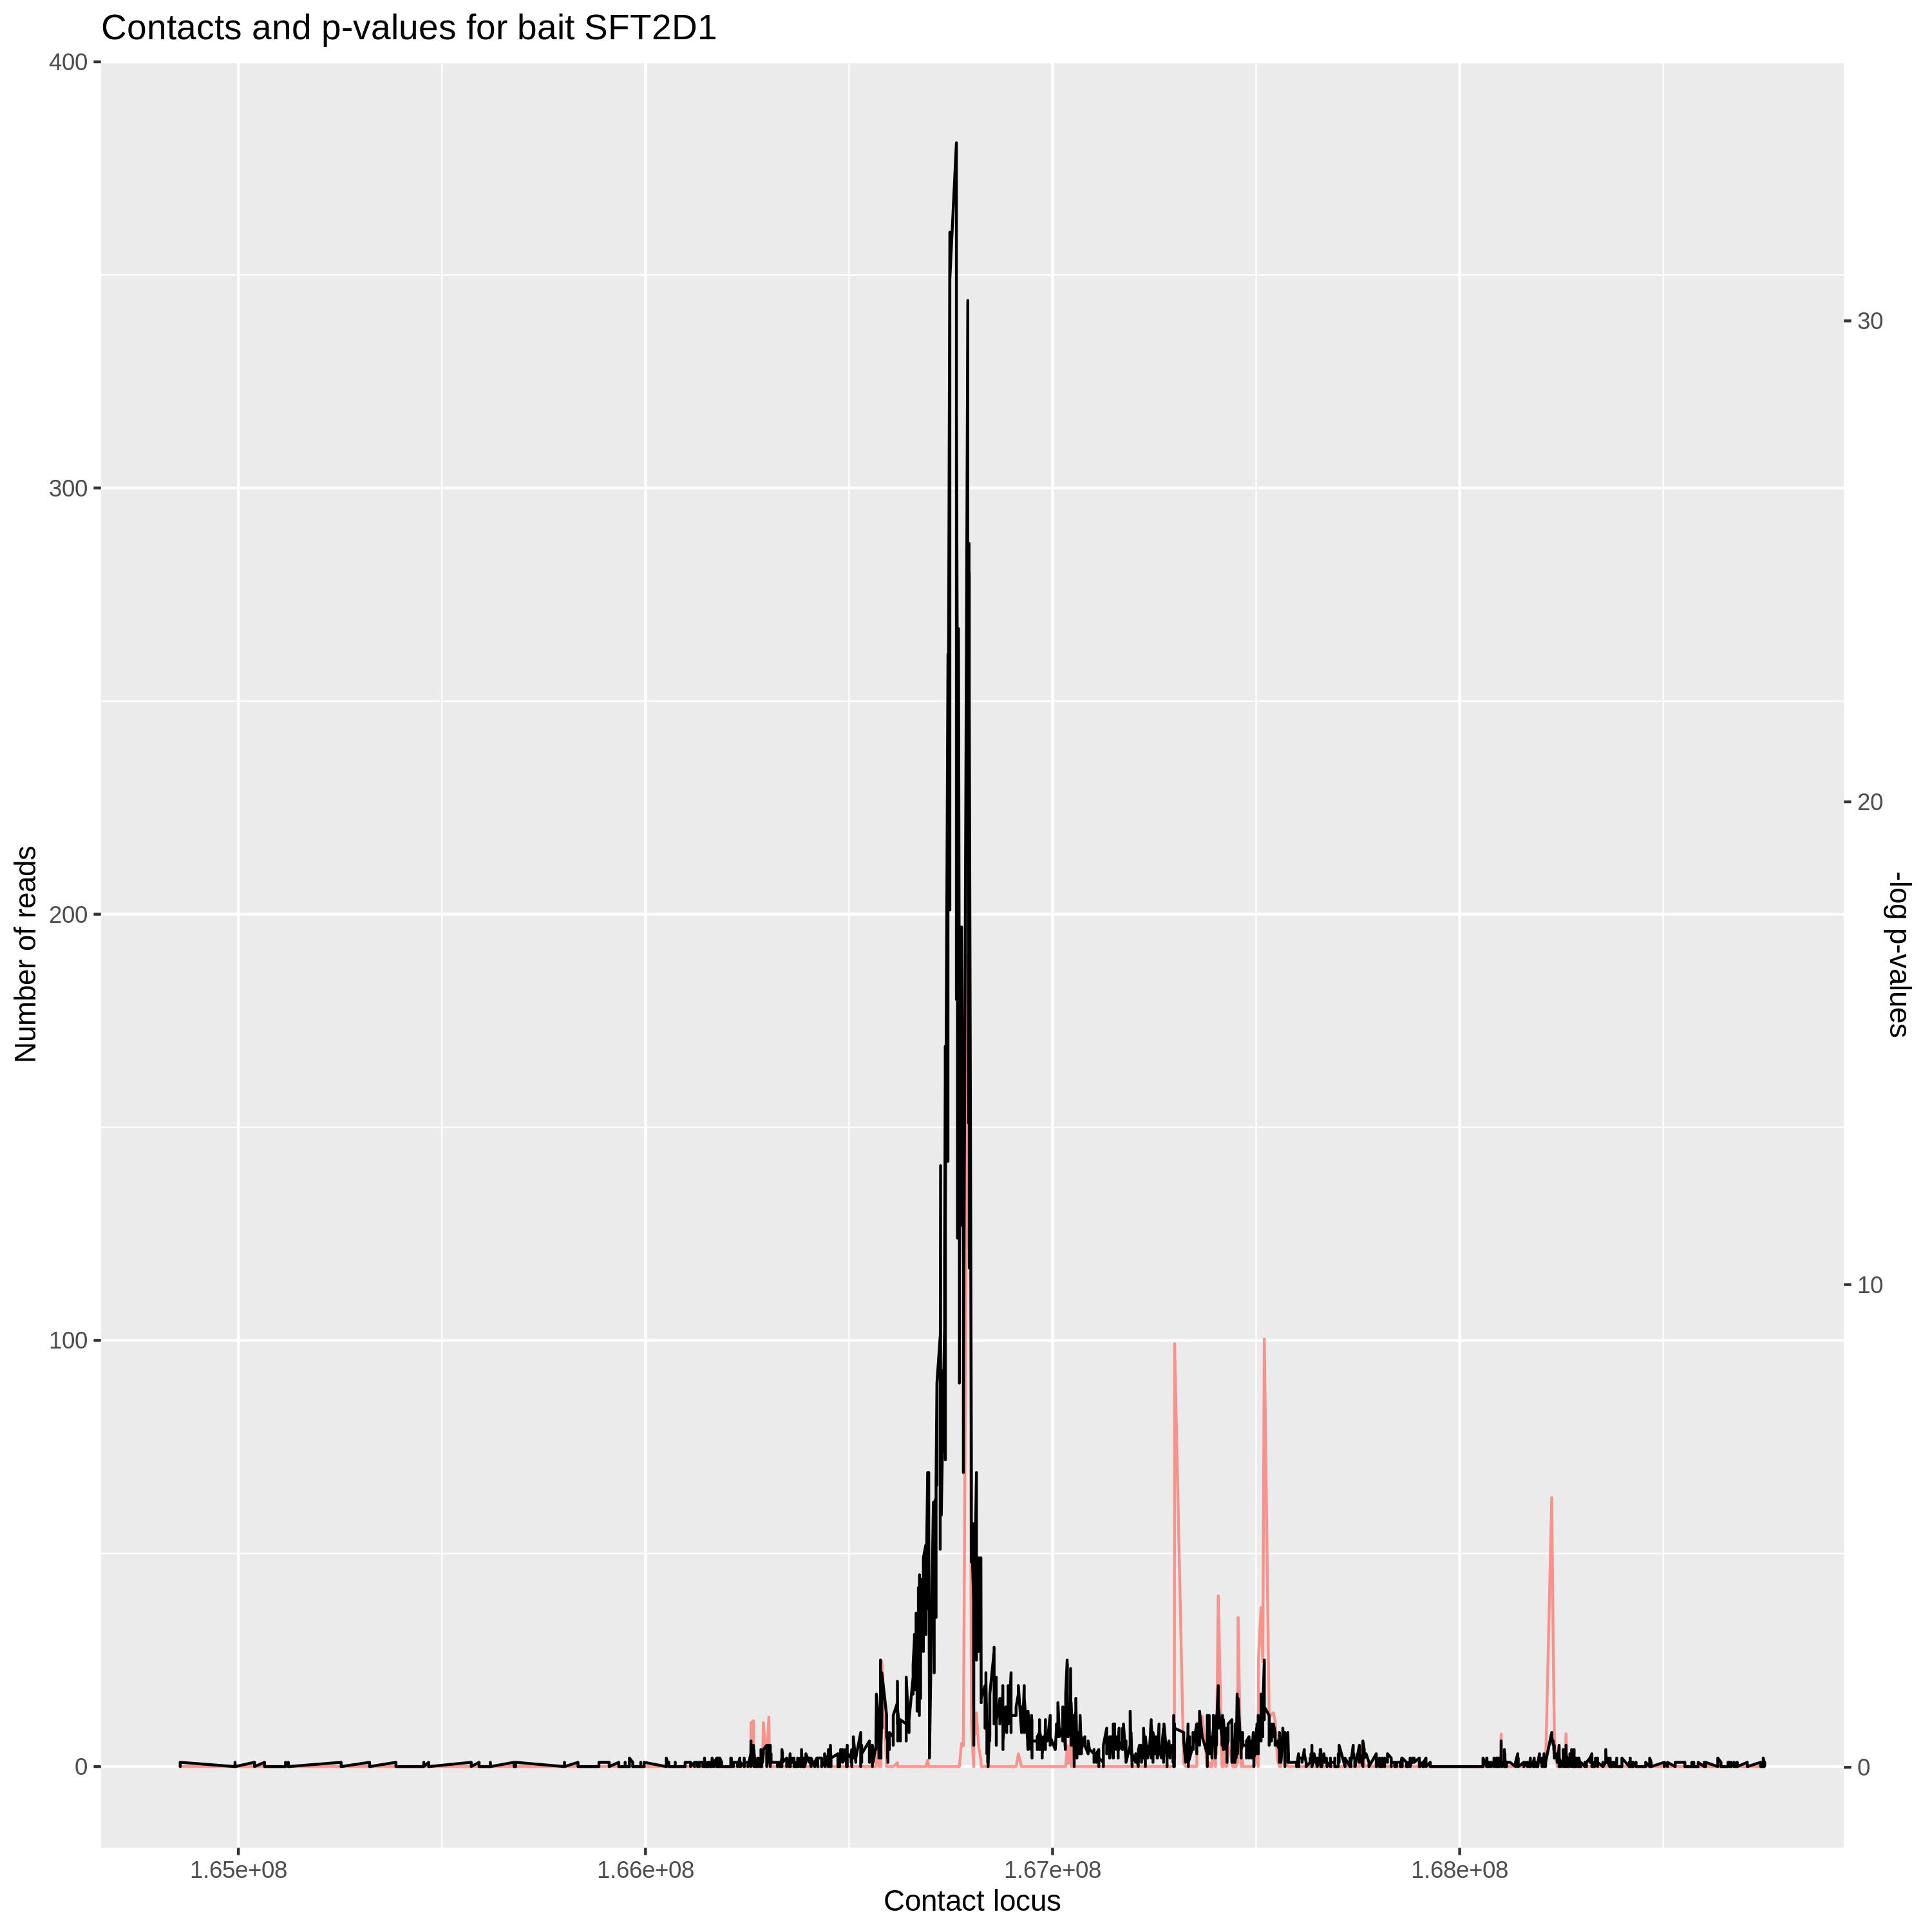 Contacts and p-values for bait SFT2D1
400
300
200
100
0
30
20
10
0
Number of reads
-log p-values
1.65e+08
1.66e+08
1.67e+08
1.68e+08
Contact locus